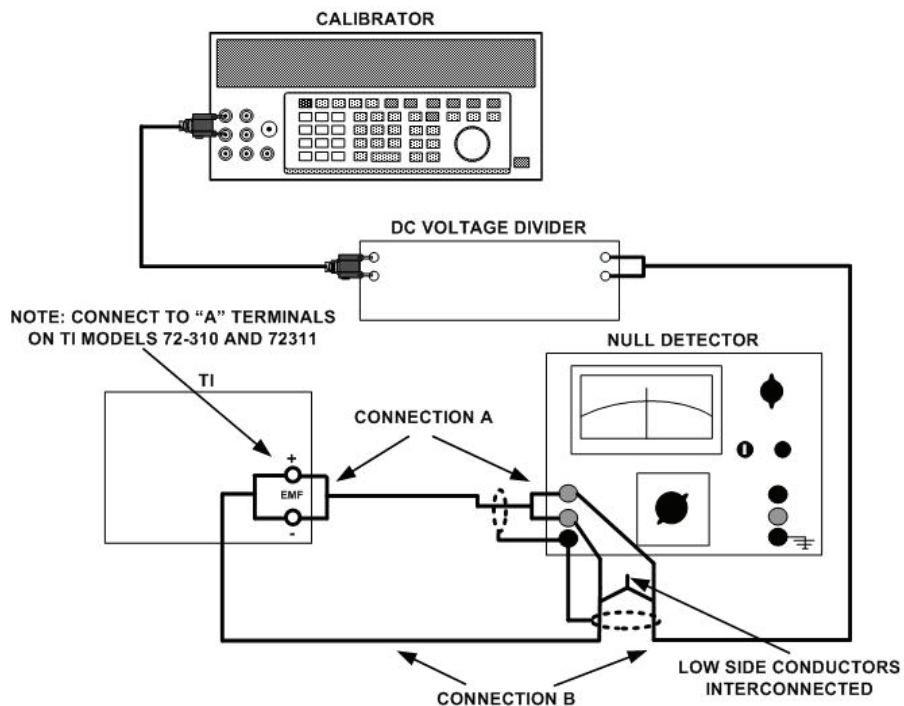 CALIBRATOR
DC VOLTAGE DIVIDER
NOTE: CONNECT TO “A” TERMINALS
ON TI MODELS 72-310 AND 72311
NULL DETECTOR
TI
CONNECTION A
+
EMF
-
LOW SIDE CONDUCTORS
INTERCONNECTED
CONNECTION B